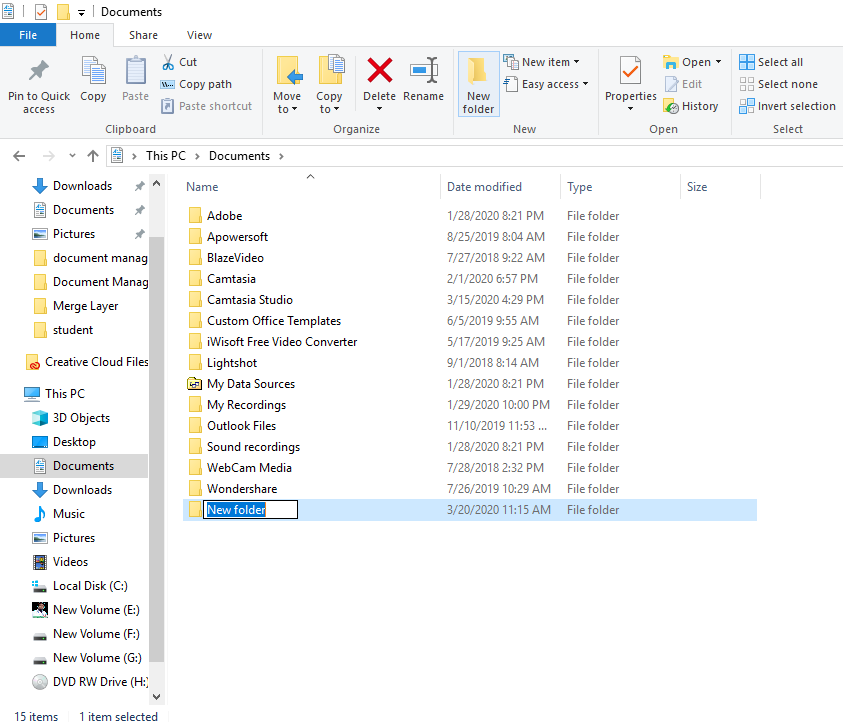 Documents
File Home Share View
Pin to Quick access
Copy
Paste
Cut
Copy path
Paste shortcut
Clipboard
Move to
Copy to
Delete
Rename
Organize
New folder
New item
Easy access
New
Properties
Open
Edit
History
Open
Select all
Select none
Invert selection
Select
This PC > Documents >
Downloads
Documents
Pictures
document manag
Document Manag
Merge Layer
student
Creative Cloud Files
This PC
3D Objects
Desktop
Documents
Downloads
Music
Pictures
Videos
Local Disk (C:)
New Volume (E:)
New Volume (F:)
New Volume (G:)
DVD RW Drive (H:
Name Date modified Type Size
Adobe 1/28/2020 8:21 PM File folder
Apowersoft 8/25/2019 8:04 AM File folder
BlazeVideo 7/27/2018 9:22 AM File folder
Camtasia 2/1/2020 6:57 PM File folder
Camtasia Studio 3/15/2020 4:29 PM File folder
Custom Office Templates 6/5/2019 9:55 AM File folder
iWisoft Free Video Converter 5/17/2019 9:25 AM File folder
Lightshot 9/1/2018 8:14 AM File folder
My Data Sources 1/28/2020 8:21 PM File folder
My Recordings 1/29/2020 10:00 PM File folder
Outlook Files 11/10/2019 11:53 ... File folder
Sound recordings 1/28/2020 8:21 PM File folder
WebCam Media 7/28/2018 2:32 PM File folder
Wondershare 7/26/2019 10:29 AM File folder
New folder 3/20/2020 11:15 AM File folder
15 items 1 item selected